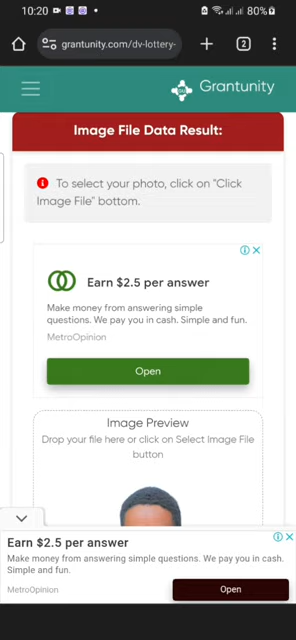 10:20
80%
grantunity.com/dv-lottery-
2
Grantunity
Image File Data Result:
To select your photo, click on "Click
Image File" bottom.
Earn $2.5 per answer
Make money from answering simple
questions. We pay you in cash. Simple and fun.
MetroOpinion
Open
Image Preview
Drop your file here or click on Select Image File
button
Earn $2.5 per answer
Make money from answering simple questions. We pay you in cash.
Simple and fun.
MetroOpinion
Open